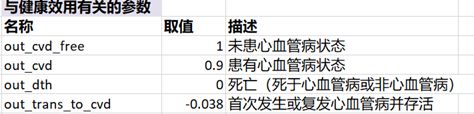 与健康效用有关的参数
名称 取值 描述
out_cvd_free 1 未患心血管病状态
out_cvd 0.9 患有心血管病状态
out_dth 0 死亡（死于心血管病或非心血管病）
out_trans_to_cvd -0.038 首次发生或复发心血管病并存活